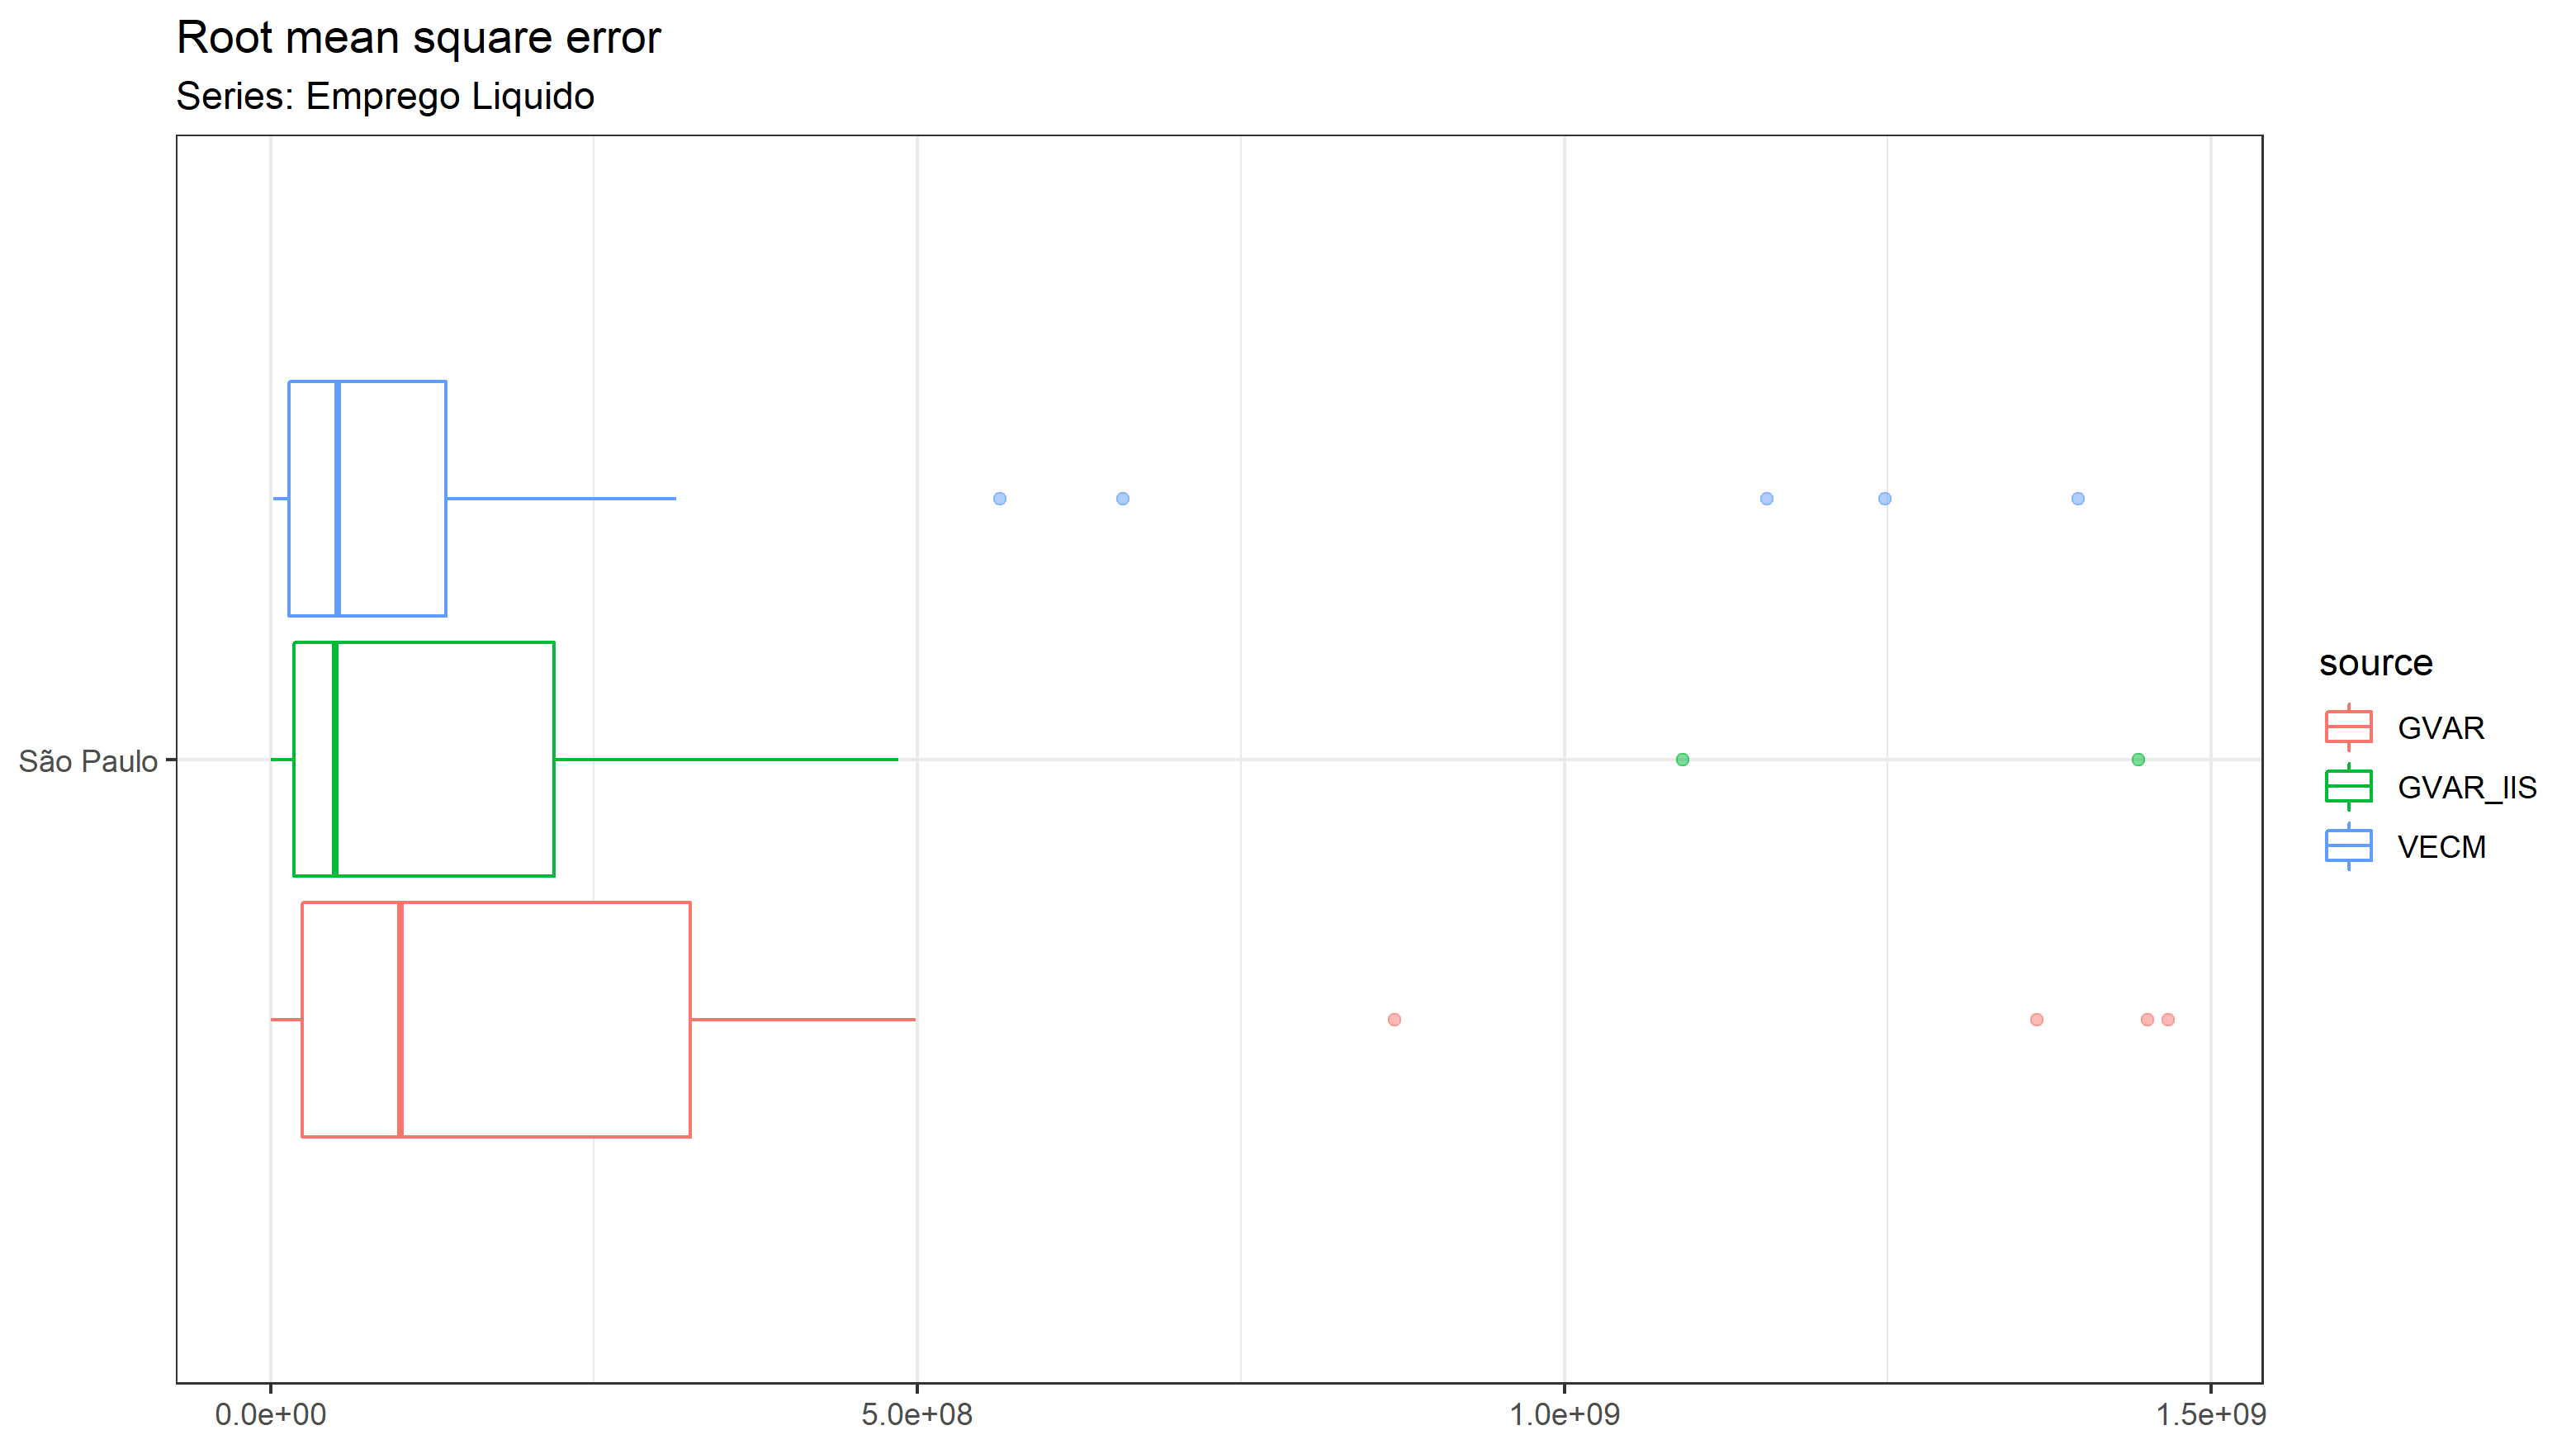 Root mean square error
Series: Emprego Liquido
São Paulo
source
GVAR
GVAR_IIS
VECM
0.0e+00
5.0e+08
1.0e+09
1.5e+09